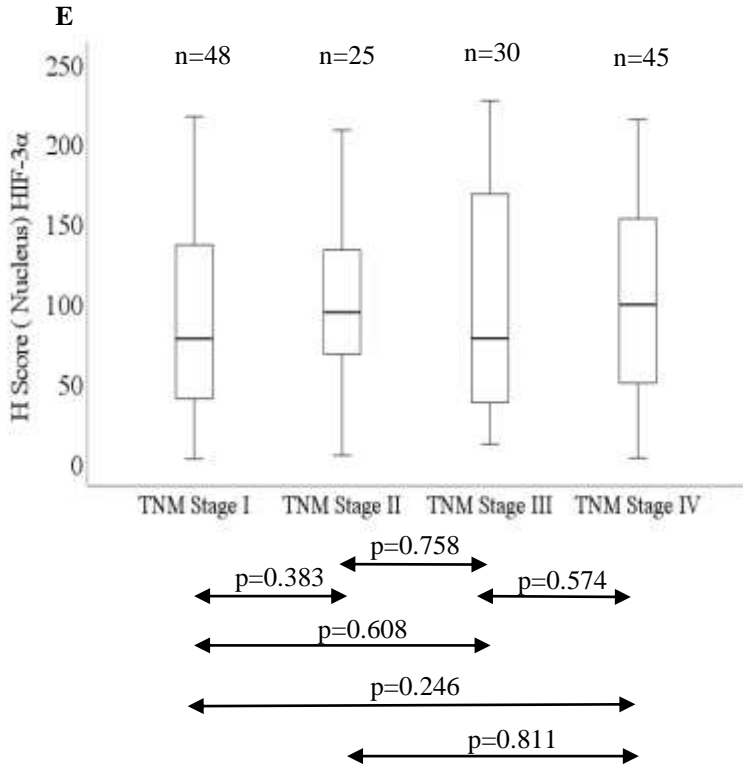 E
n=48 n=25 n=30 n=45
250
200
150
100
50
0
H Score ( Nucleus) HIF-3α
TNM Stage I TNM Stage II TNM Stage III TNM Stage IV
p=0.758
p=0.383 p=0.574
p=0.608
p=0.246
p=0.811